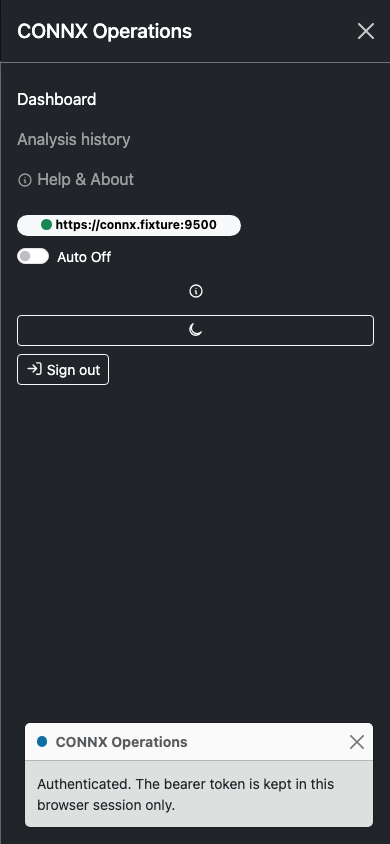 CONNX Operations
Dashboard
Analysis history
Help & About
https://connx.fixture:9500
Auto Off
Sign out
CONNX Operations
Authenticated. The bearer token is kept in this
browser session only.